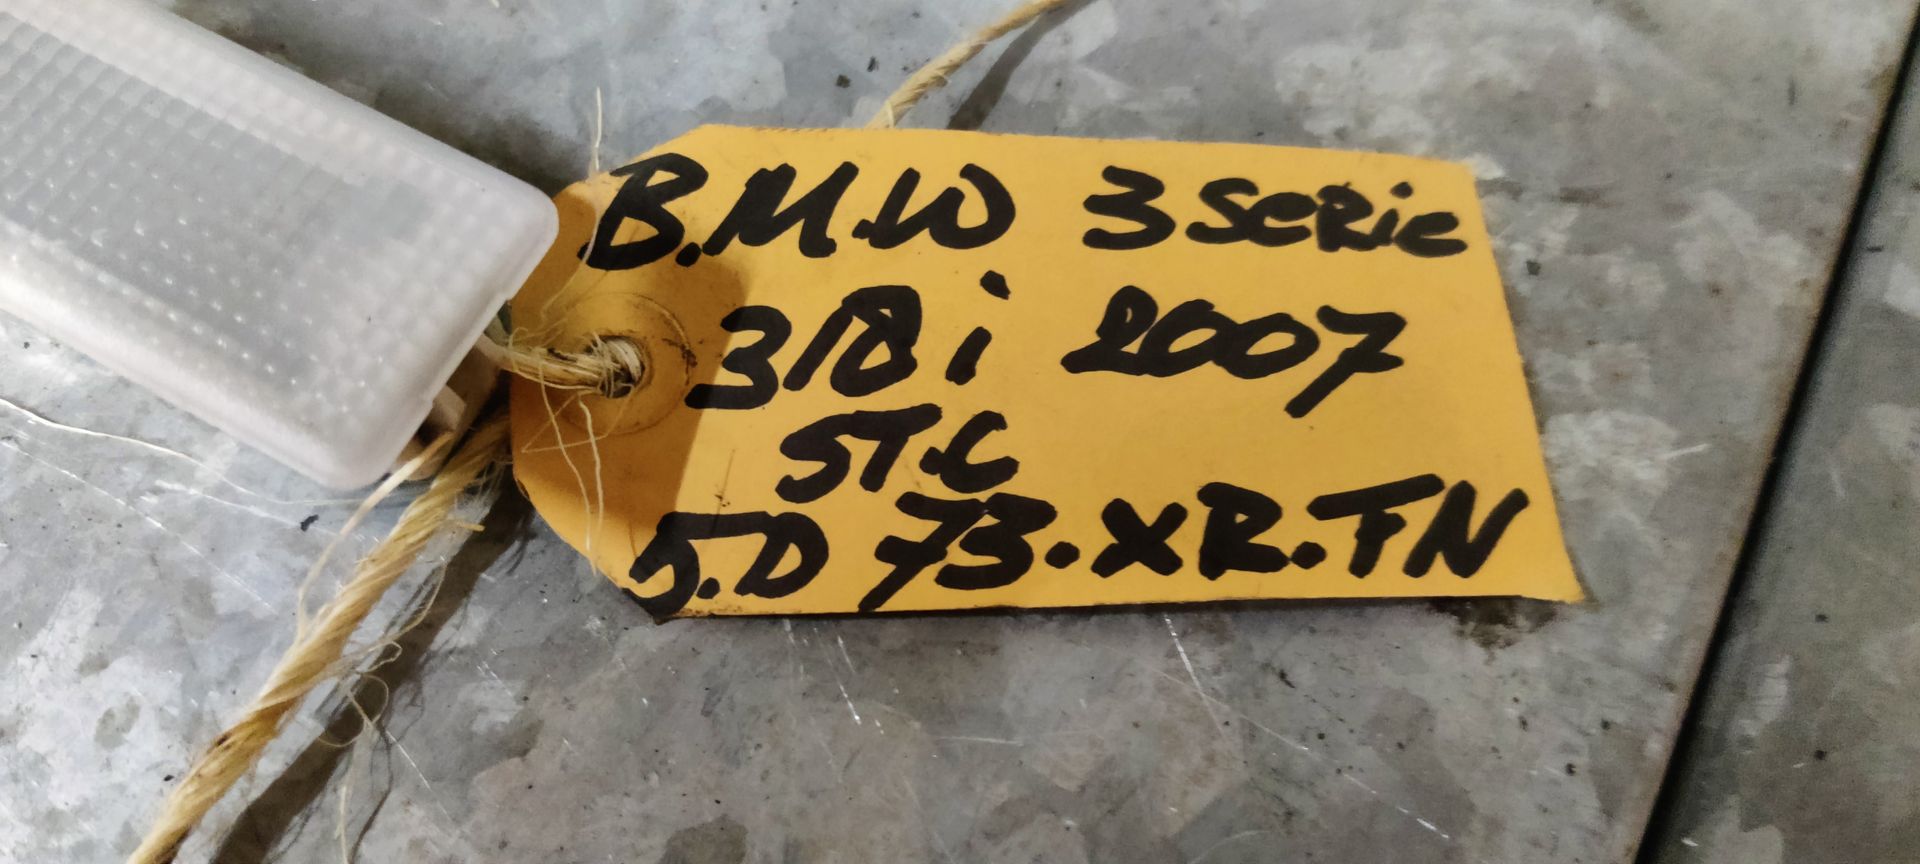 B.M.W 3 SERIE
318i 2007
ST.C
5.D 73.XR.FN